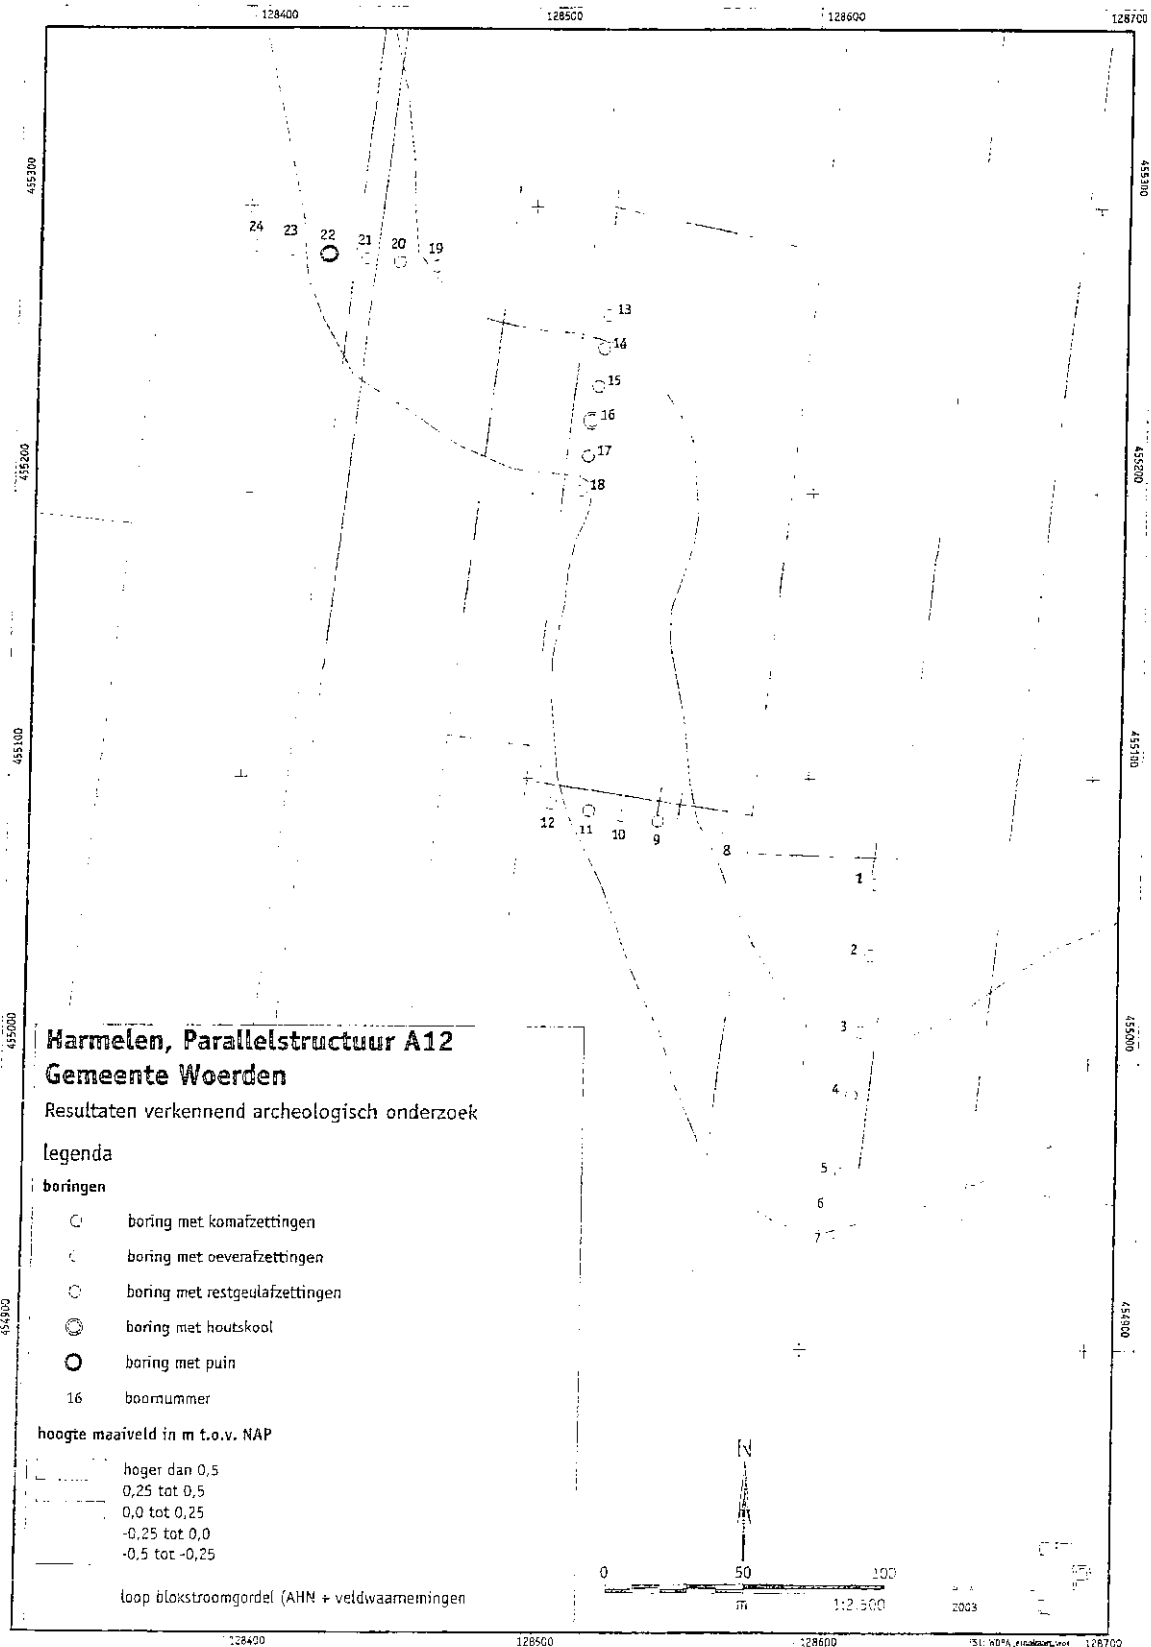 128400 128500 128600 128700
455300 455300
24 23 22 21 20 19
13
14
15
16
17
18
455200 455200
455100 455100
12 11 10 9 8
1
2
3
4
5
6
7
455000 455000
Harmelen, Parallelstructuur A12
Gemeente Woerden
Resultaten verkennend archeologisch onderzoek
legenda
boringen
boring met komafzettingen
boring met oeverafzettingen
boring met restgeulafzettingen
boring met houtskool
boring met puin
16 boornummer
454900 454900
hoogte maaiveld in m t.o.v. NAP
hoger dan 0,5
0,25 tot 0,5
0,0 tot 0,25
-0,25 tot 0,0
-0,5 tot -0,25
loop blokstroomgordel (AHN + veldwaarnemingen
N
0 50 100
m 1:2.500
2003
128400 128500 128600 128700